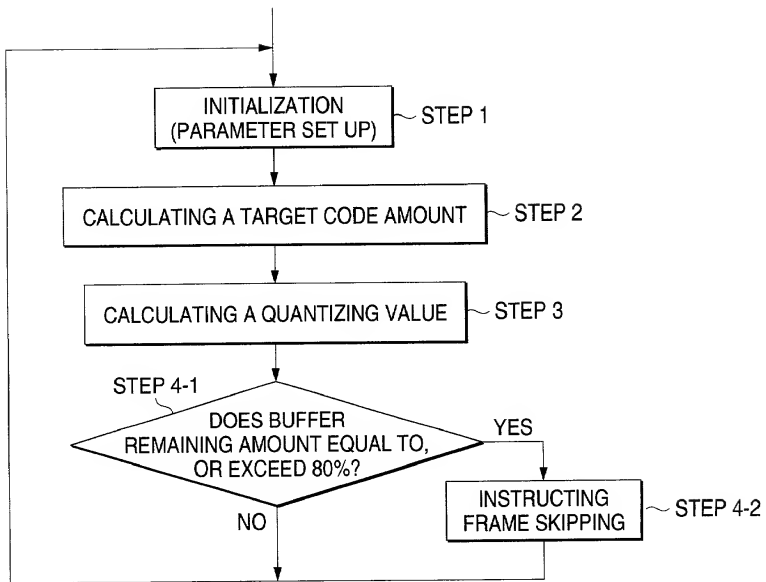 INITIALIZATION
(PARAMETER SET UP)
STEP 1
CALCULATING A TARGET CODE AMOUNT
STEP 2
CALCULATING A QUANTIZING VALUE
STEP 3
STEP 4-1
DOES BUFFER
REMAINING AMOUNT EQUAL TO,
OR EXCEED 80%?
YES
NO
INSTRUCTING
FRAME SKIPPING
STEP 4-2